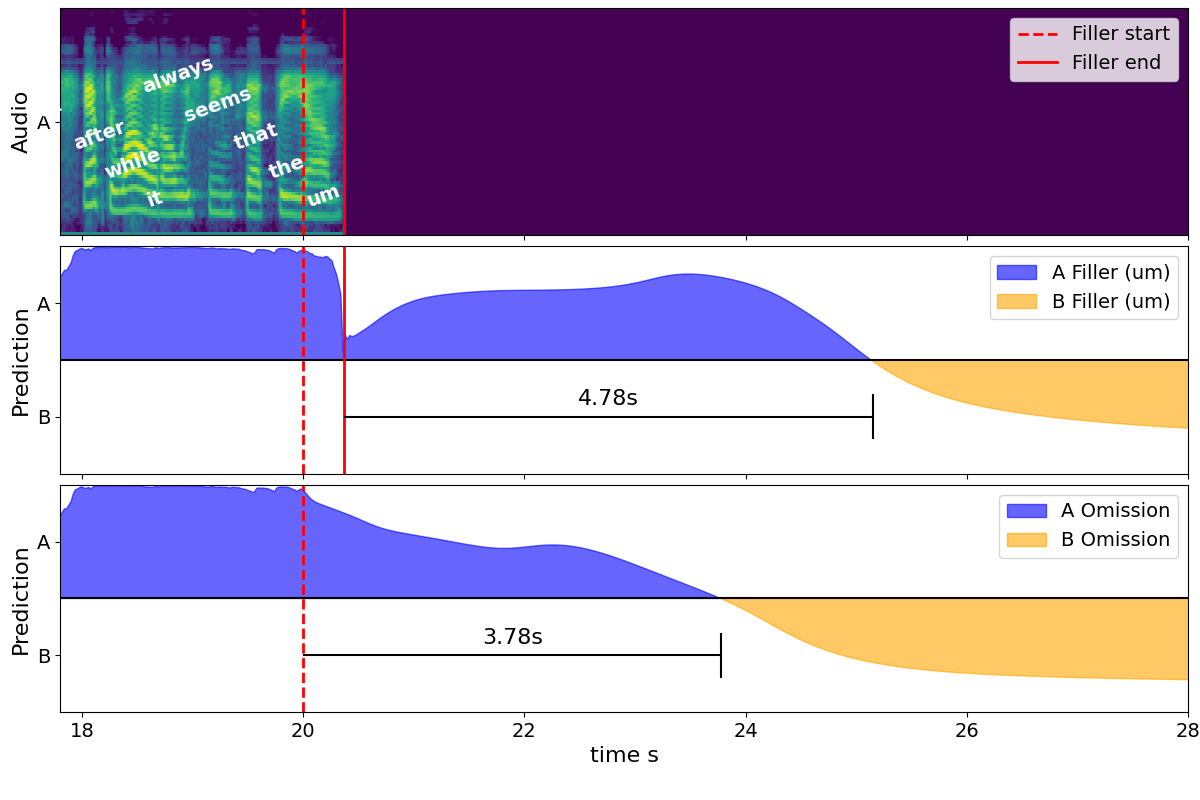 Audio
A
after
while
it
always
seems
that
the
um
Filler start
Filler end
Prediction
A
B
A Filler (um)
B Filler (um)
4.78s
Prediction
A
B
A Omission
B Omission
3.78s
18 20 22 24 26 28
time s